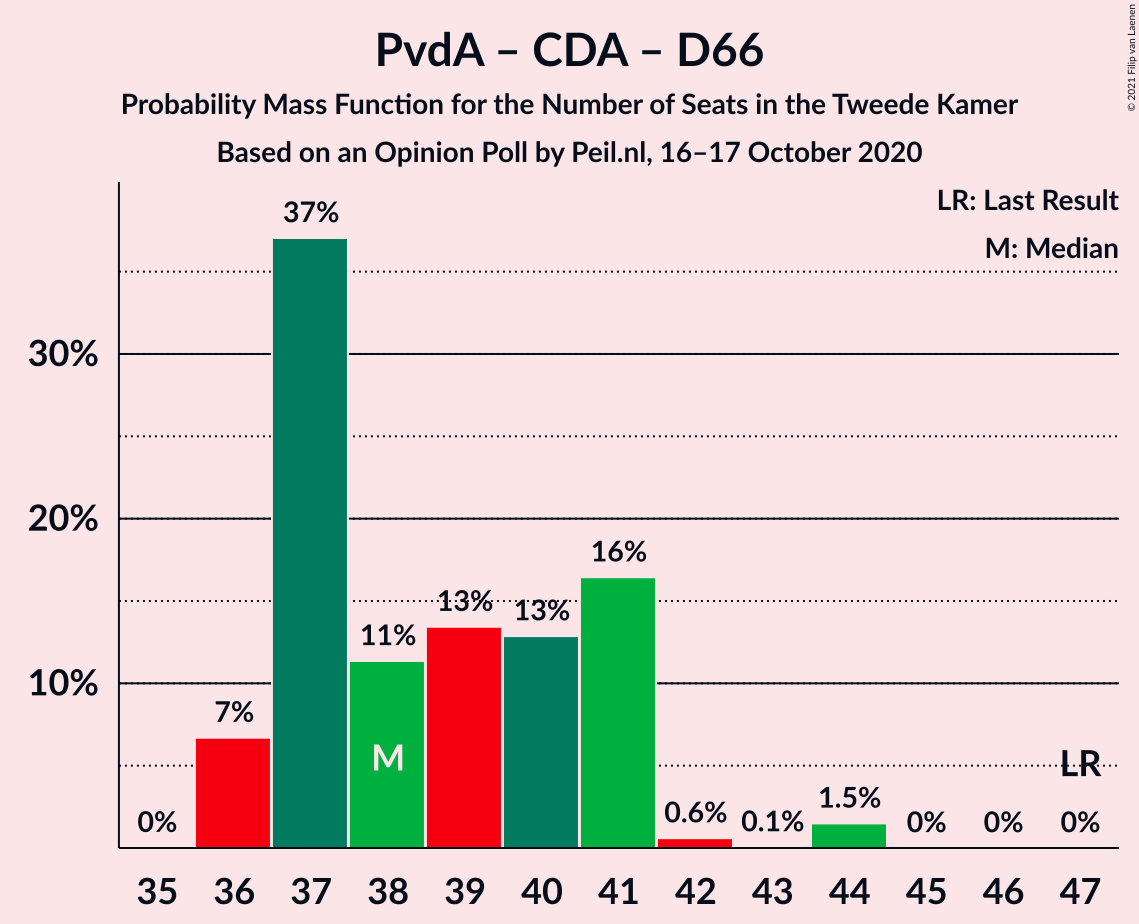 PvdA – CDA – D66
Probability Mass Function for the Number of Seats in the Tweede Kamer
Based on an Opinion Poll by Peil.nl, 16–17 October 2020
© 2021 Filip van Laenen
LR: Last Result
M: Median
37%
30%
20%
16%
13%
13%
11%
10%
7%
M
LR
0%
0.6%
0.1%
1.5%
0%
0%
0%
35 36 37 38 39 40 41 42 43 44 45 46 47